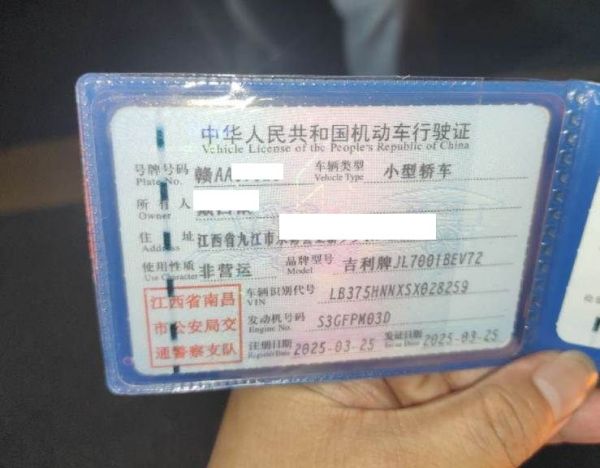 中华人民共和国机动车行驶证
Vehicle License of the People's Republic of China
号牌号码 赣AA 车辆类型 小型轿车
Plate No. Vehicle Type
所有人
Owner
住址 江西省九江市
使用性质 非营运 品牌型号 吉利牌JL7001BEV72
Use Character Model
江西省南昌
市公安局交
通警察支队
车辆识别代号 LB375HNNXSX028259
VIN
发动机号码 S3GFPM03D
Engine No.
注册日期 2025-03-25 发证日期 2025-03-25
Register Date Issue Date